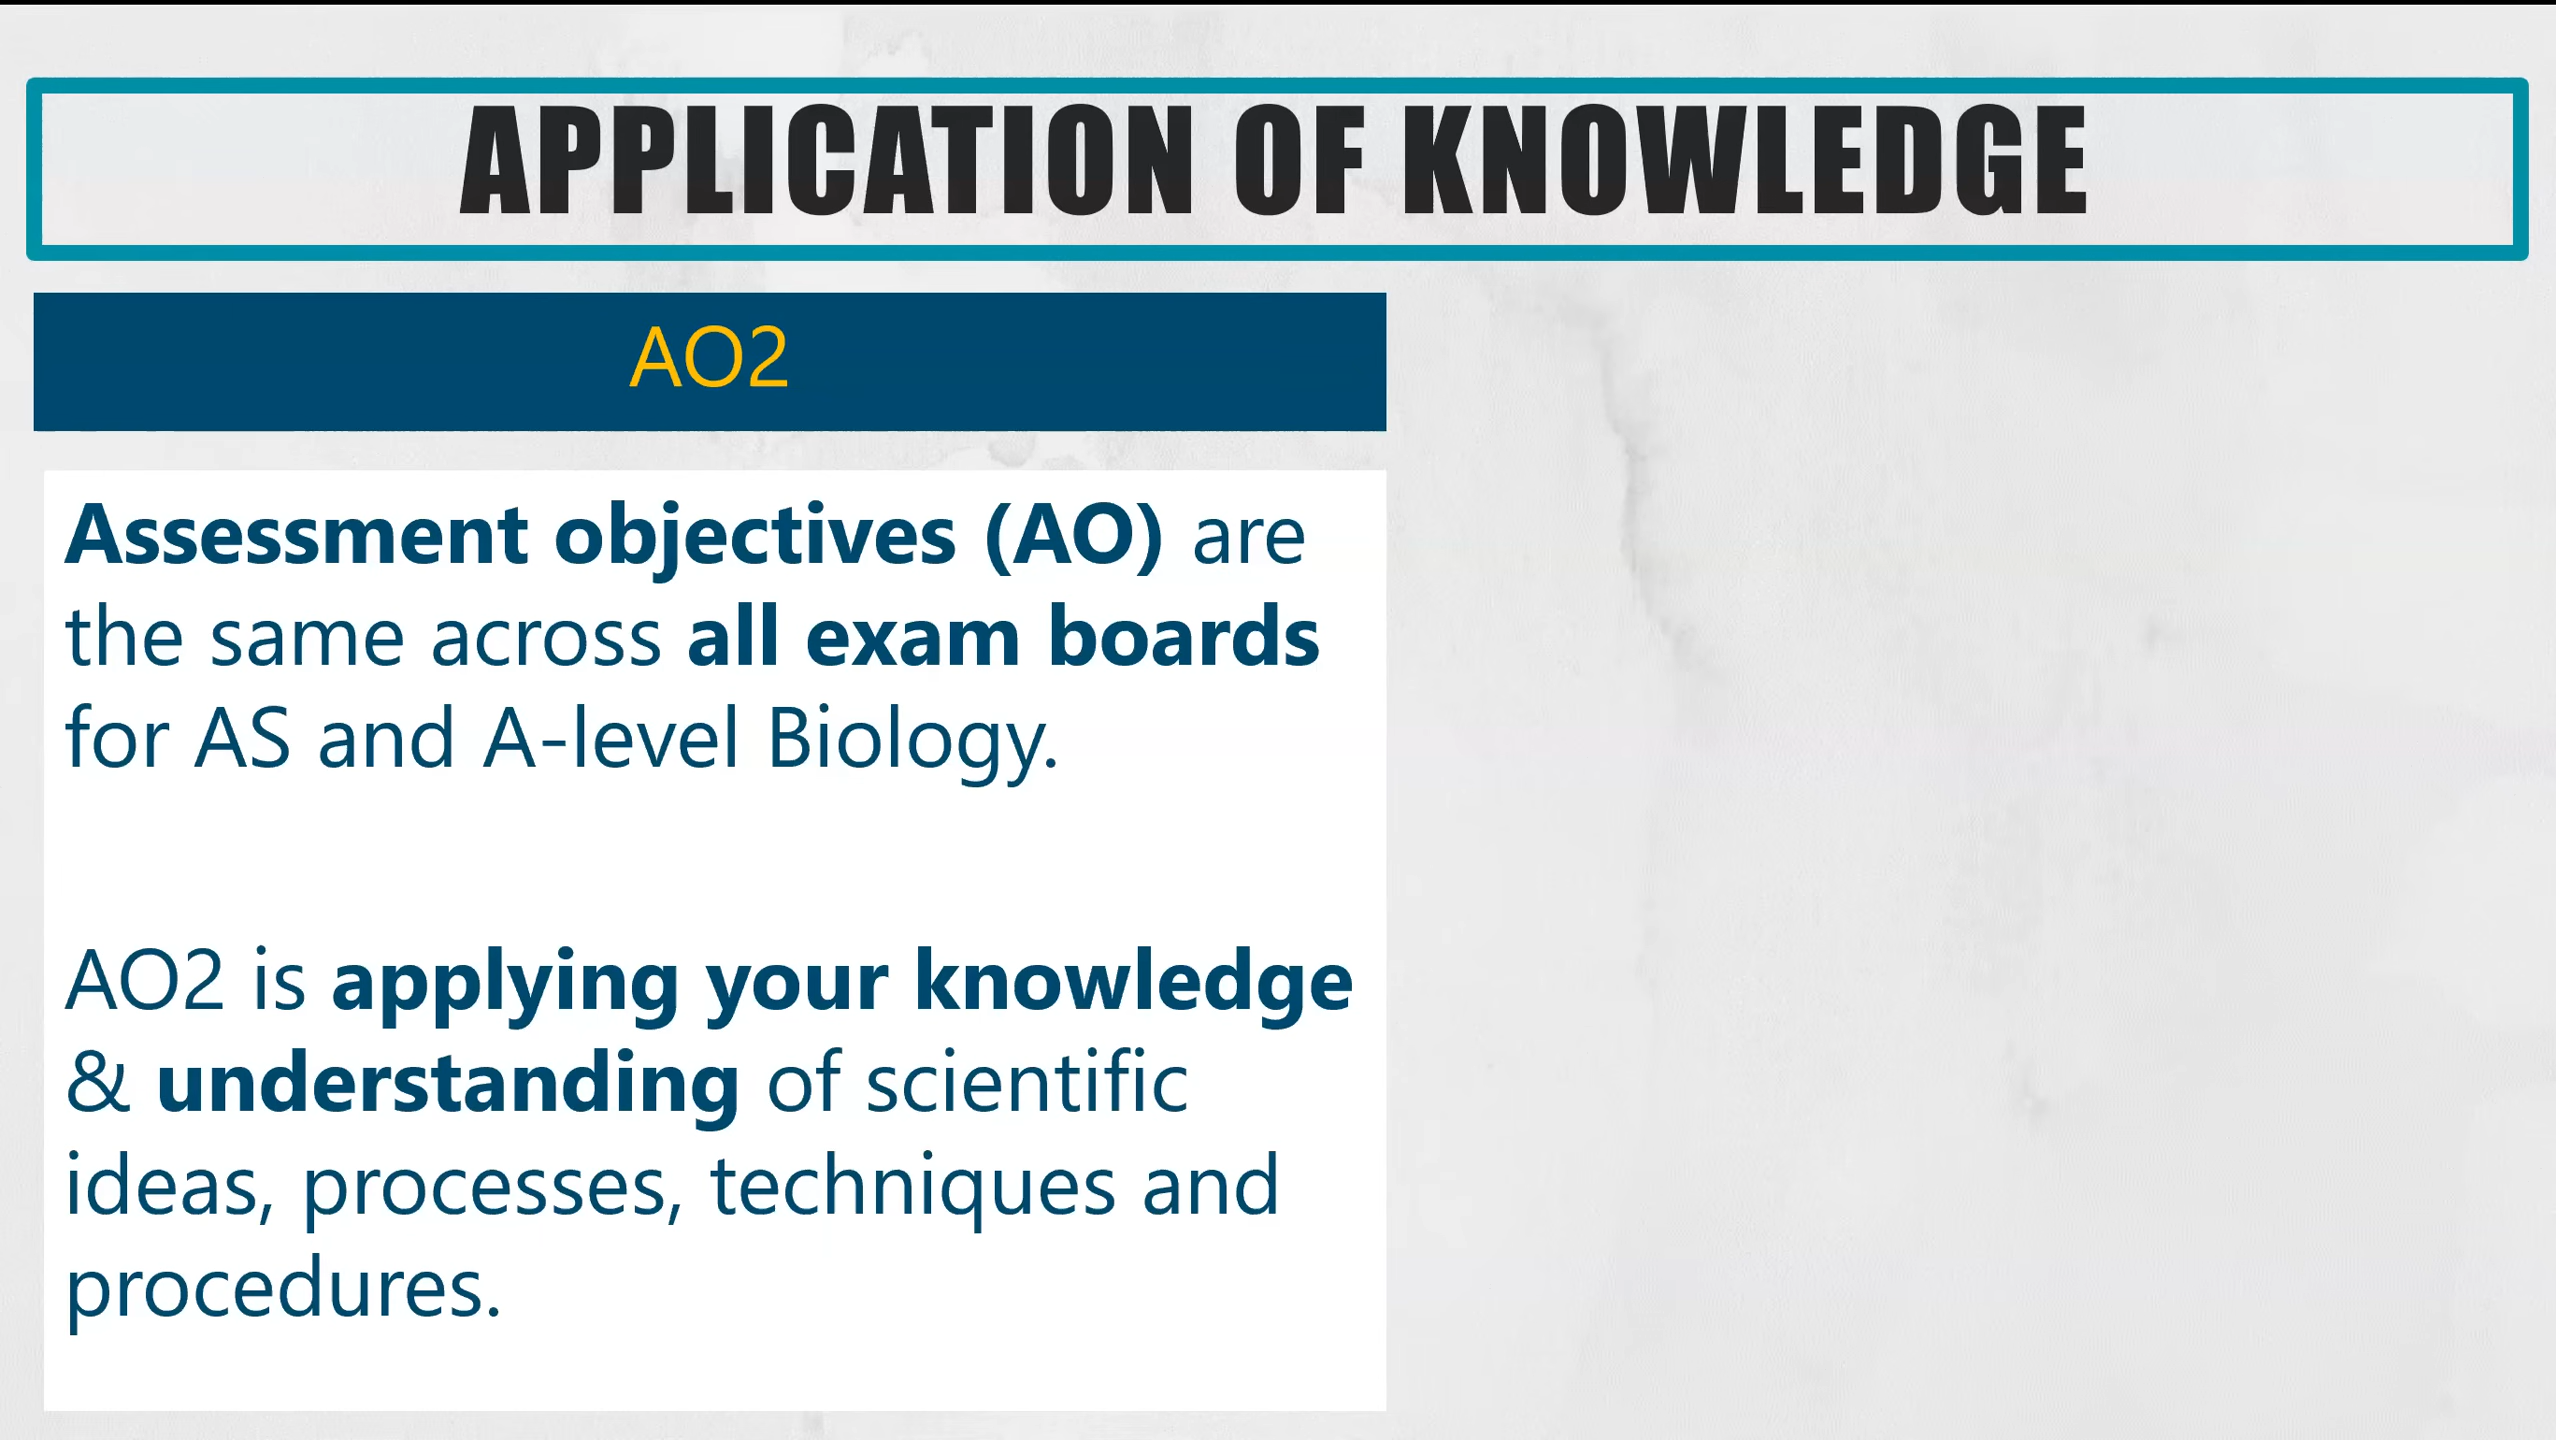 APPLICATION OF KNOWLEDGE
AO2
Assessment objectives (AO) are
the same across all exam boards
for AS and A-level Biology.
AO2 is applying your knowledge
& understanding of scientific
ideas, processes, techniques and
procedures.